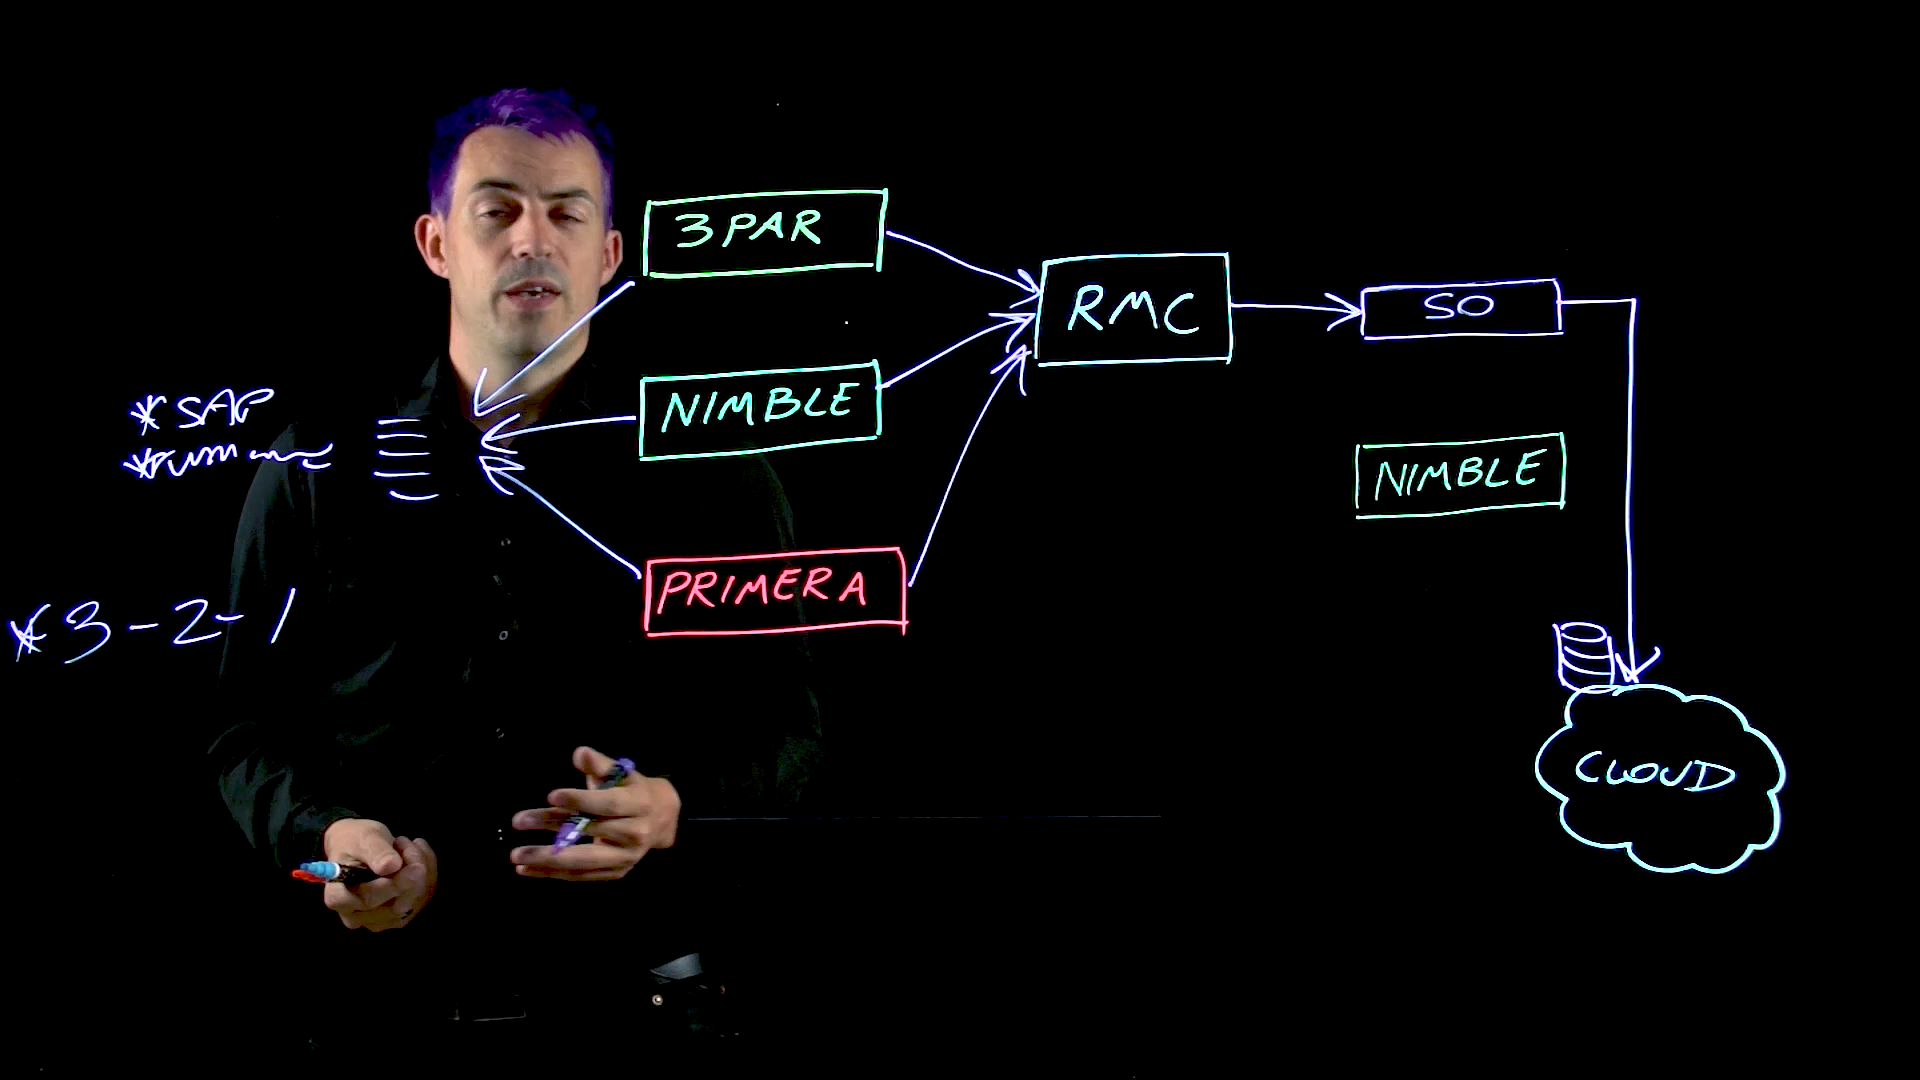 3PAR
RMC
SO
NIMBLE
* SAP
NIMBLE
PRIMERA
* 3-2-1
CLOUD